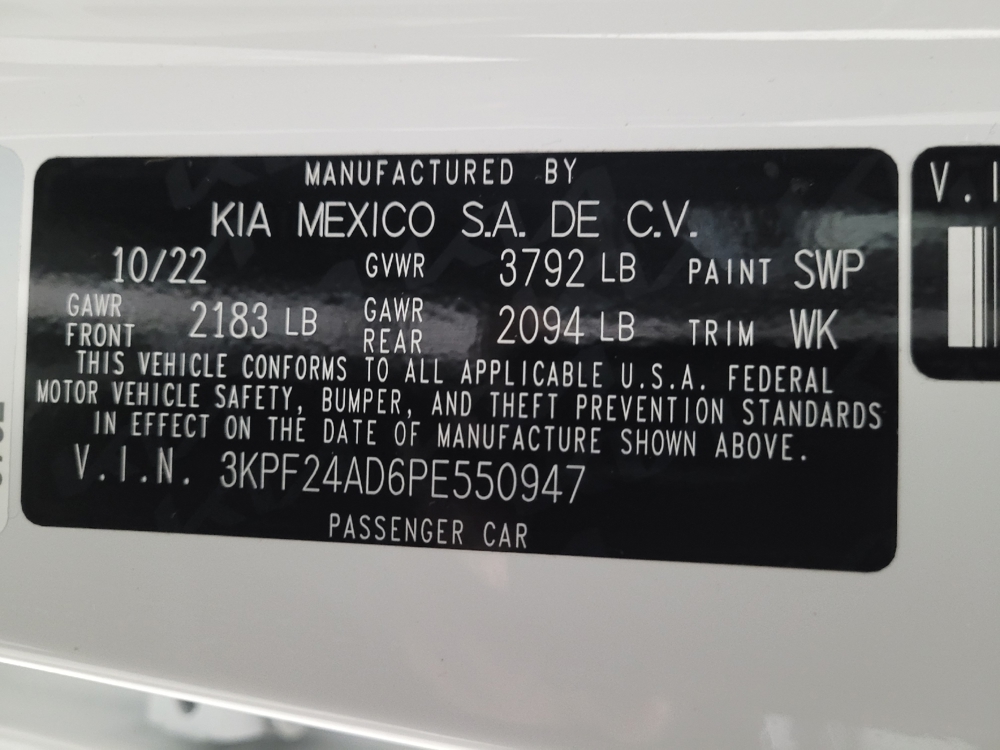 MANUFACTURED BY
KIA MEXICO S.A. DE C.V.
10/22 GVWR 3792 LB PAINT SWP
GAWR FRONT 2183 LB GAWR REAR 2094 LB TRIM WK
THIS VEHICLE CONFORMS TO ALL APPLICABLE U.S.A. FEDERAL
MOTOR VEHICLE SAFETY, BUMPER, AND THEFT PREVENTION STANDARDS
IN EFFECT ON THE DATE OF MANUFACTURE SHOWN ABOVE.
V.I.N. 3KPF24AD6PE550947
PASSENGER CAR
V.I